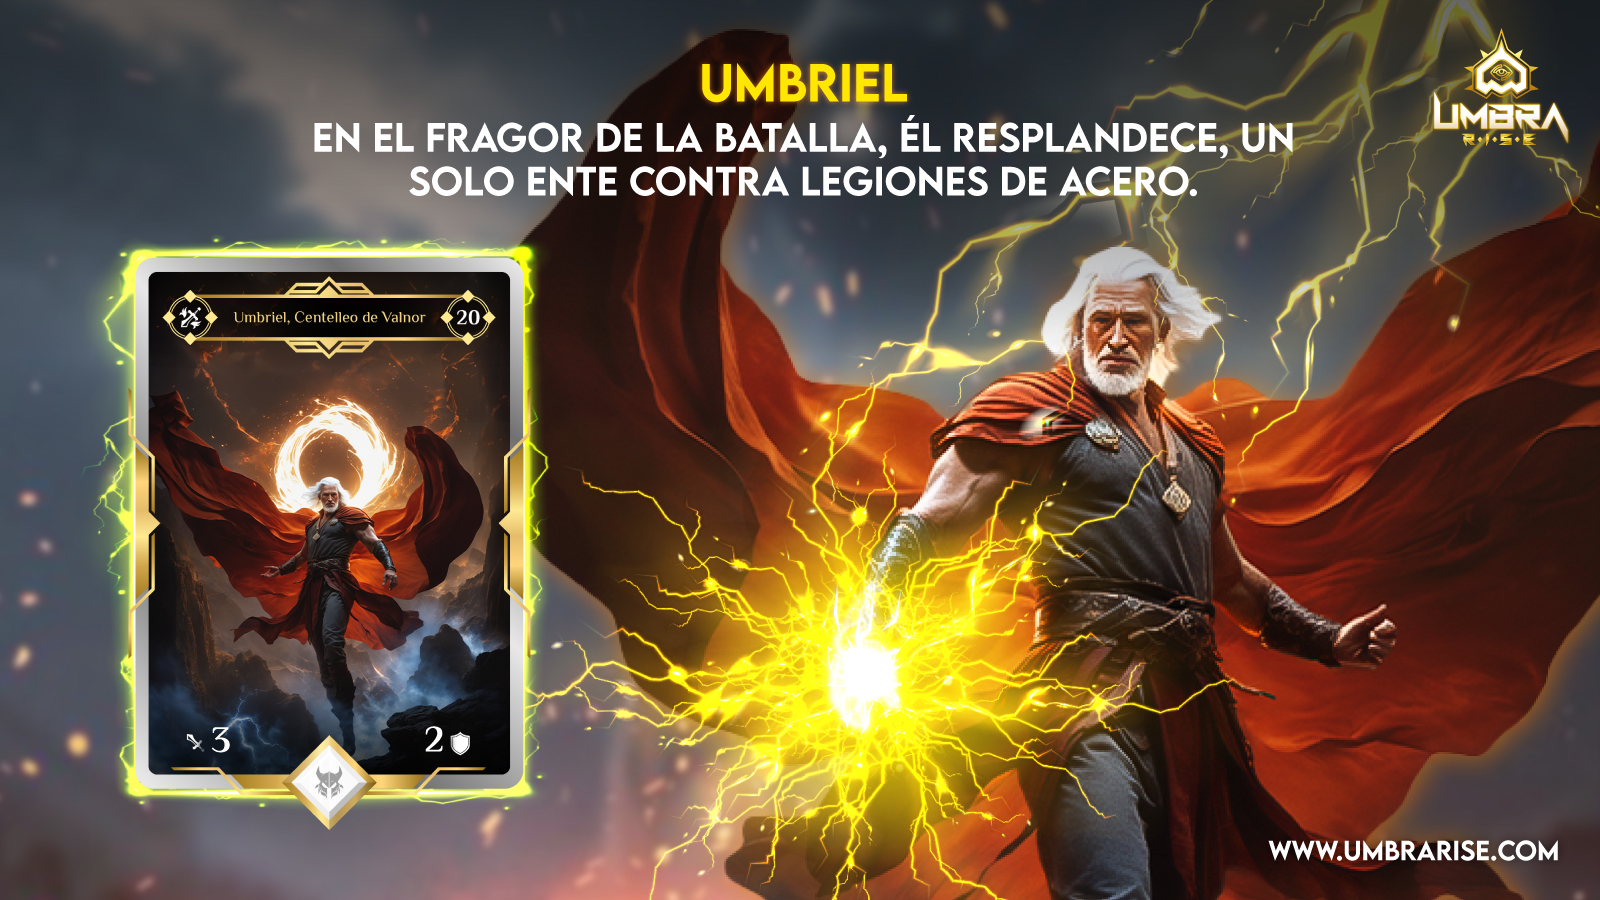 UMBRIEL
EN EL FRAGOR DE LA BATALLA, ÉL RESPLANDECE, UN
SOLO ENTE CONTRA LEGIONES DE ACERO.
UMBRA
R·I·S·E
Umbriel, Centelleo de Valnor
20
3
2
WWW.UMBRARISE.COM